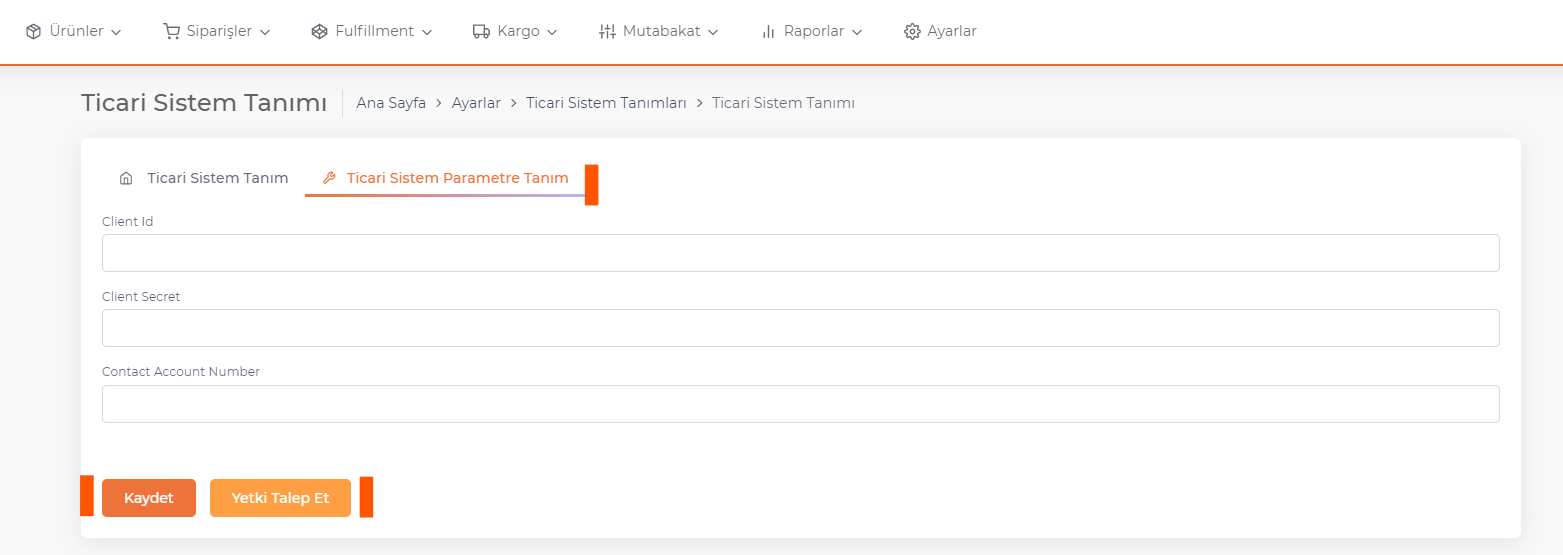 Ürünler Siparişler Fulfillment Kargo Mutabakat Raporlar Ayarlar
Ticari Sistem Tanımı Ana Sayfa > Ayarlar > Ticari Sistem Tanımları > Ticari Sistem Tanımı
Ticari Sistem Tanım Ticari Sistem Parametre Tanım
Client Id
Client Secret
Contact Account Number
Kaydet Yetki Talep Et